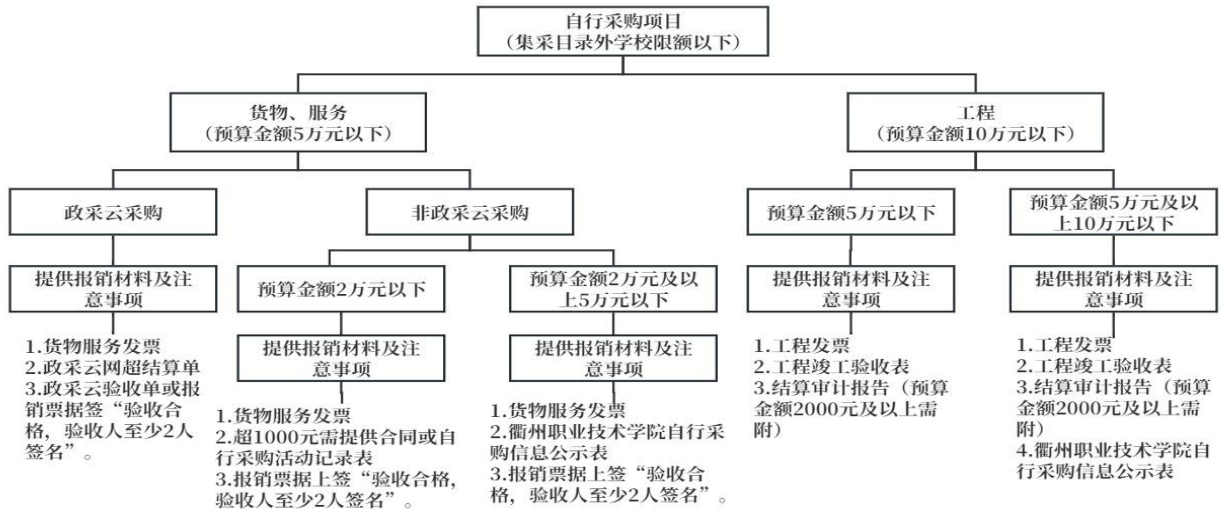 自行采购项目
（集采目录外学校限额以下）
货物、服务
（预算金额5万元以下）
工程
（预算金额10万元以下）
政采云采购
非政采云采购
预算金额5万元以下
预算金额5万元及以
上10万元以下
提供报销材料及注
意事项
预算金额2万元以下
预算金额2万元及以
上5万元以下
提供报销材料及注
意事项
提供报销材料及注
意事项
1.货物服务发票
2.政采云网超结算单
3.政采云验收单或报
销票据签“验收合
格，验收人至少2人
签名”。
提供报销材料及注
意事项
1.货物服务发票
2.超1000元需提供合同或自
行采购活动记录表
3.报销票据上签“验收合格，
验收人至少2人签名”。
提供报销材料及注
意事项
1.货物服务发票
2.衢州职业技术学院自行采
购信息公示表
3.报销票据上签“验收合
格，验收人至少2人签名”。
1.工程发票
2.工程竣工验收表
3.结算审计报告（预算
金额2000元及以上需
附）
1.工程发票
2.工程竣工验收表
3.结算审计报告（预算
金额2000元及以上需
附）
4.衢州职业技术学院自
行采购信息公示表